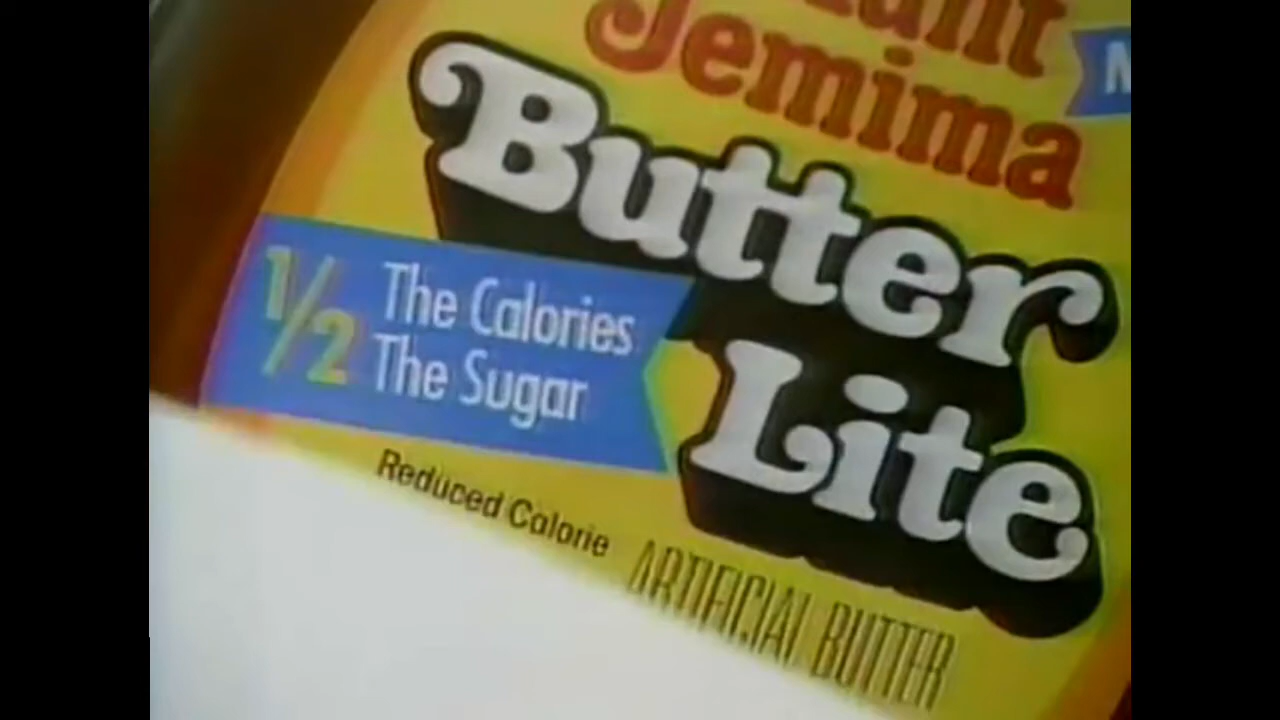 Jemima
Butter
Lite
1/2 The Calories
The Sugar
Reduced Calorie
ARTIFICIAL BUTTER